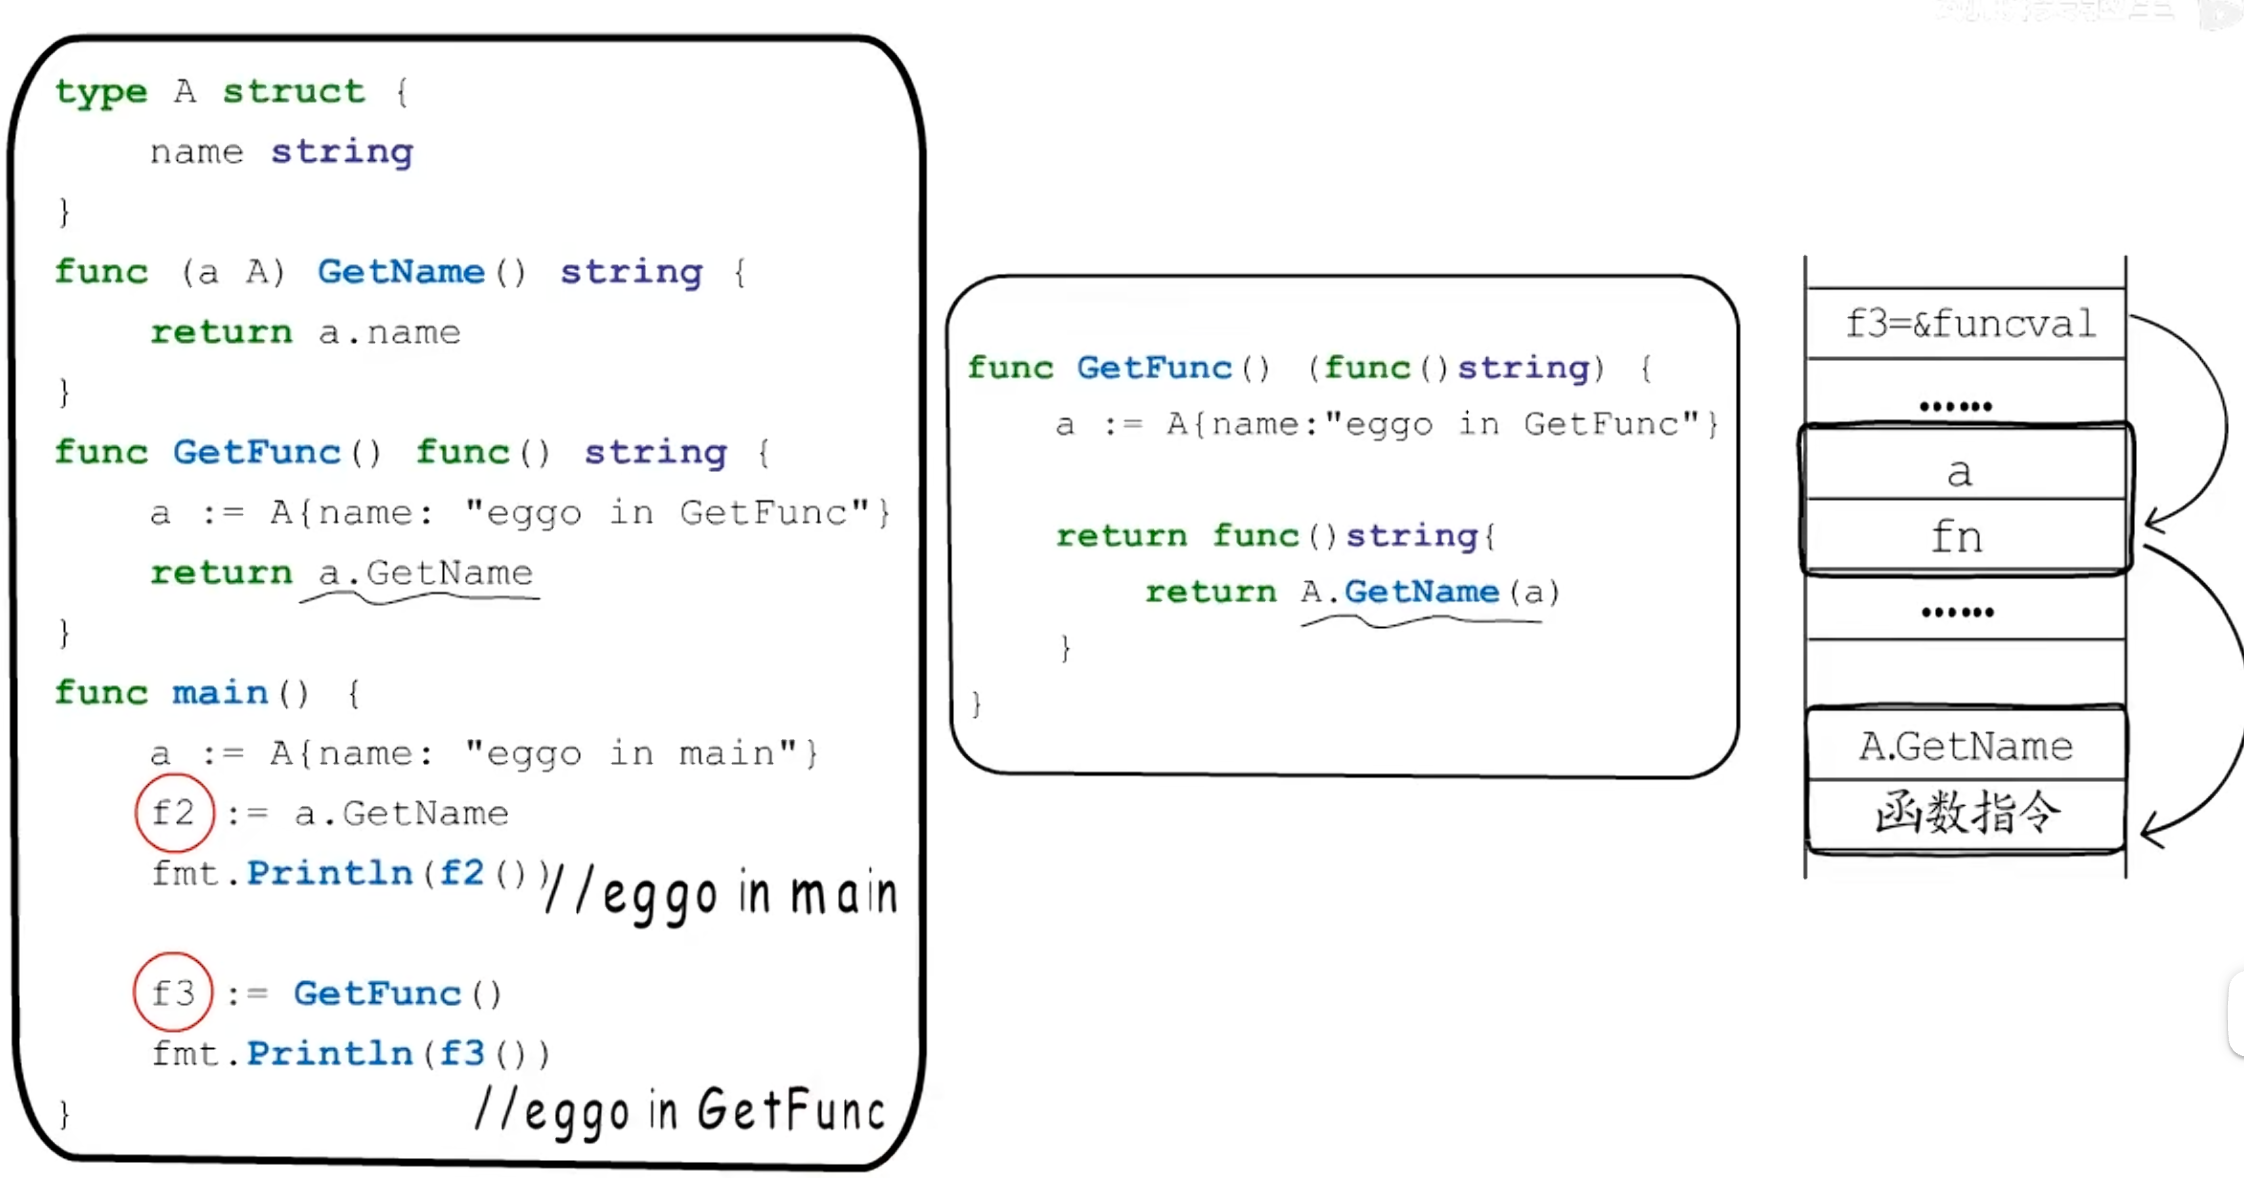 type A struct {
name string
}
func (a A) GetName() string {
return a.name
}
func GetFunc() func() string {
a := A{name: "eggo in GetFunc"}
return a.GetName
}
func main() {
a := A{name: "eggo in main"}
f2 := a.GetName
fmt.Println(f2()) //eggo in main
f3 := GetFunc()
fmt.Println(f3())
//eggo in GetFunc
}
func GetFunc() (func()string) {
a := A{name:"eggo in GetFunc"}
return func()string{
return A.GetName(a)
}
}
f3=&funcval
......
a
fn
......
A.GetName
函数指令